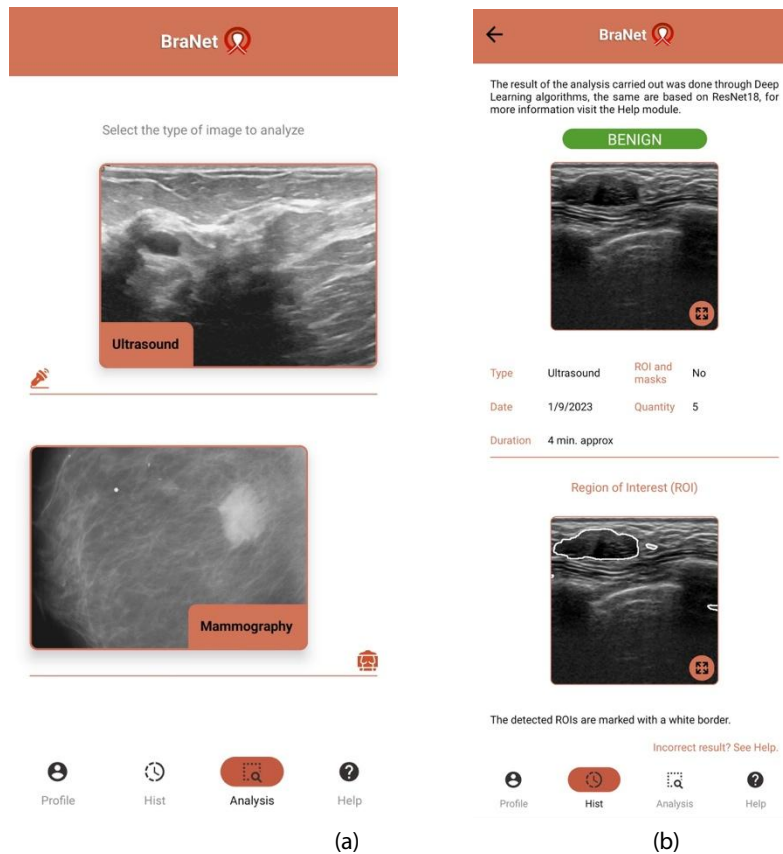 BraNet
Select the type of image to analyze
Ultrasound
Mammography
Profile Hist Analysis Help
(a)
BraNet
The result of the analysis carried out was done through Deep
Learning algorithms, the same are based on ResNet18, for
more information visit the Help module.
BENIGN
Type Ultrasound ROI and
masks No
Date 1/9/2023 Quantity 5
Duration 4 min. approx
Region of Interest (ROI)
The detected ROIs are marked with a white border.
Incorrect result? See Help.
Profile Hist Analysis Help
(b)